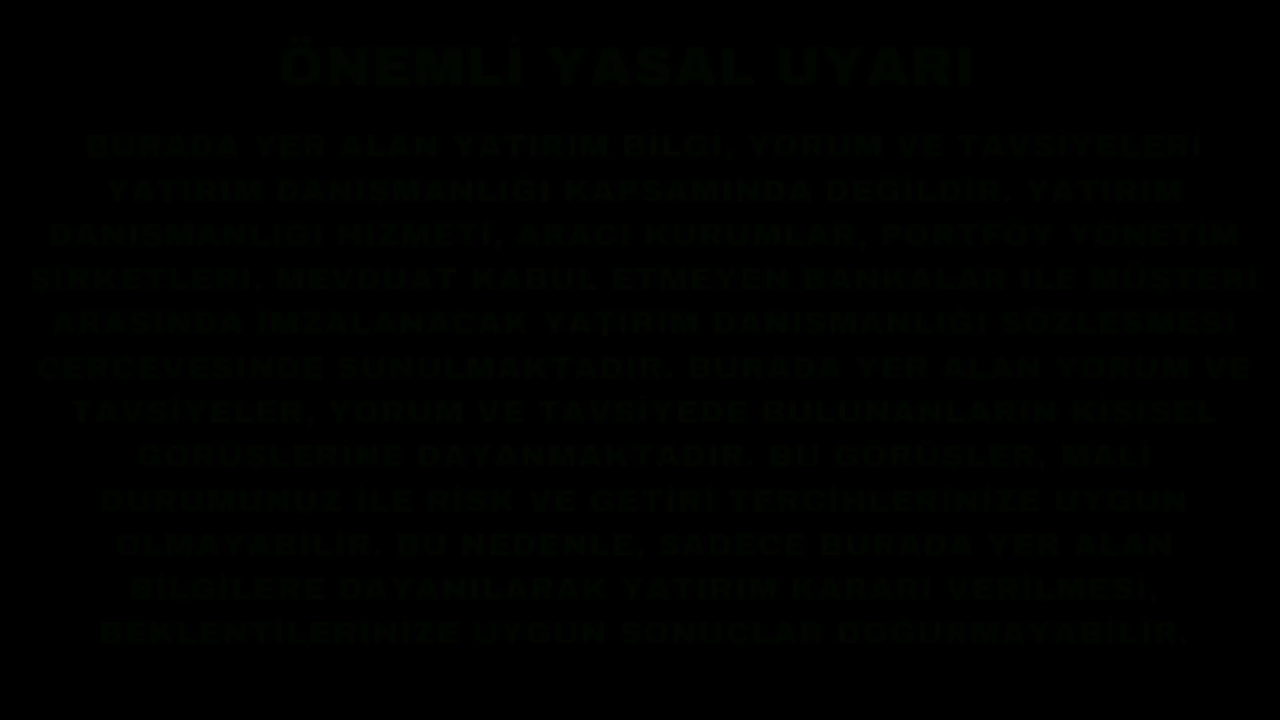 ÖNEMLİ YASAL UYARI
BURADA YER ALAN YATIRIM BİLGİ, YORUM VE TAVSİYELERİ
YATIRIM DANIŞMANLIĞI KAPSAMINDA DEĞİLDİR. YATIRIM
DANIŞMANLIĞI HİZMETİ, ARACI KURUMLAR, PORTFÖY YÖNETİM
ŞİRKETLERİ, MEVDUAT KABUL ETMEYEN BANKALAR İLE MÜŞTERİ
ARASINDA İMZALANACAK YATIRIM DANIŞMANLIĞI SÖZLEŞMESİ
ÇERÇEVESİNDE SUNULMAKTADIR. BURADA YER ALAN YORUM VE
TAVSİYELER, YORUM VE TAVSİYEDE BULUNANLARIN KİŞİSEL
GÖRÜŞLERİNE DAYANMAKTADIR. BU GÖRÜŞLER, MALİ
DURUMUNUZ İLE RİSK VE GETİRİ TERCİHLERİNİZE UYGUN
OLMAYABİLİR. BU NEDENLE, SADECE BURADA YER ALAN
BİLGİLERE DAYANILARAK YATIRIM KARARI VERİLMESİ,
BEKLENTİLERİNİZE UYGUN SONUÇLAR DOĞURMAYABİLİR.